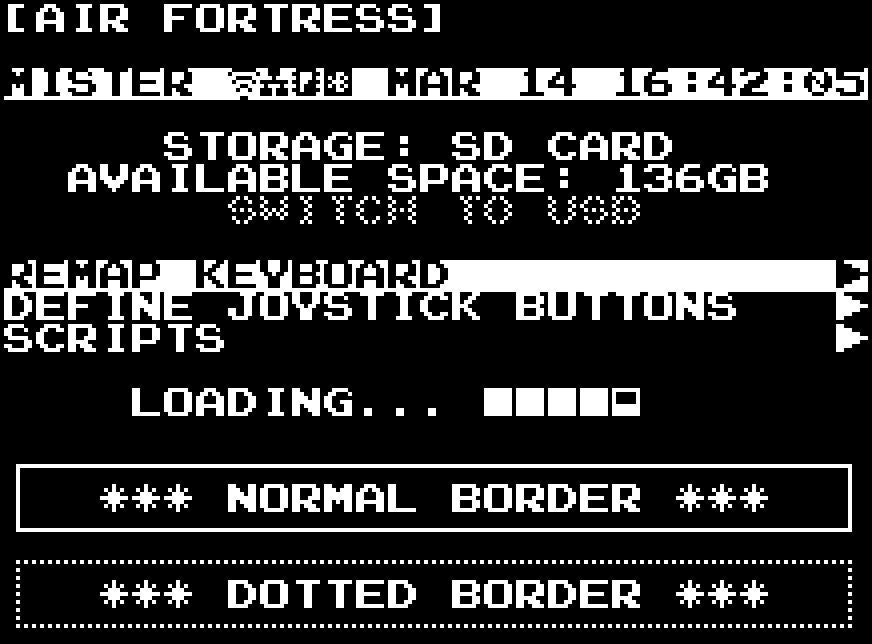 [AIR FORTRESS]
MISTER MAR 14 16:42:05
STORAGE: SD CARD
AVAILABLE SPACE: 136GB
SWITCH TO USB
REMAP KEYBOARD
DEFINE JOYSTICK BUTTONS
SCRIPTS
LOADING...
*** NORMAL BORDER ***
*** DOTTED BORDER ***